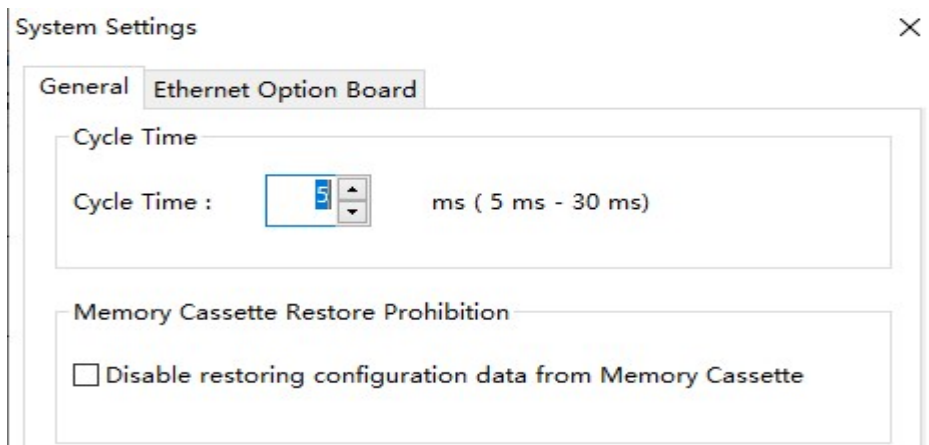 System Settings
General Ethernet Option Board
Cycle Time
Cycle Time : 5 ms ( 5 ms - 30 ms)
Memory Cassette Restore Prohibition
Disable restoring configuration data from Memory Cassette